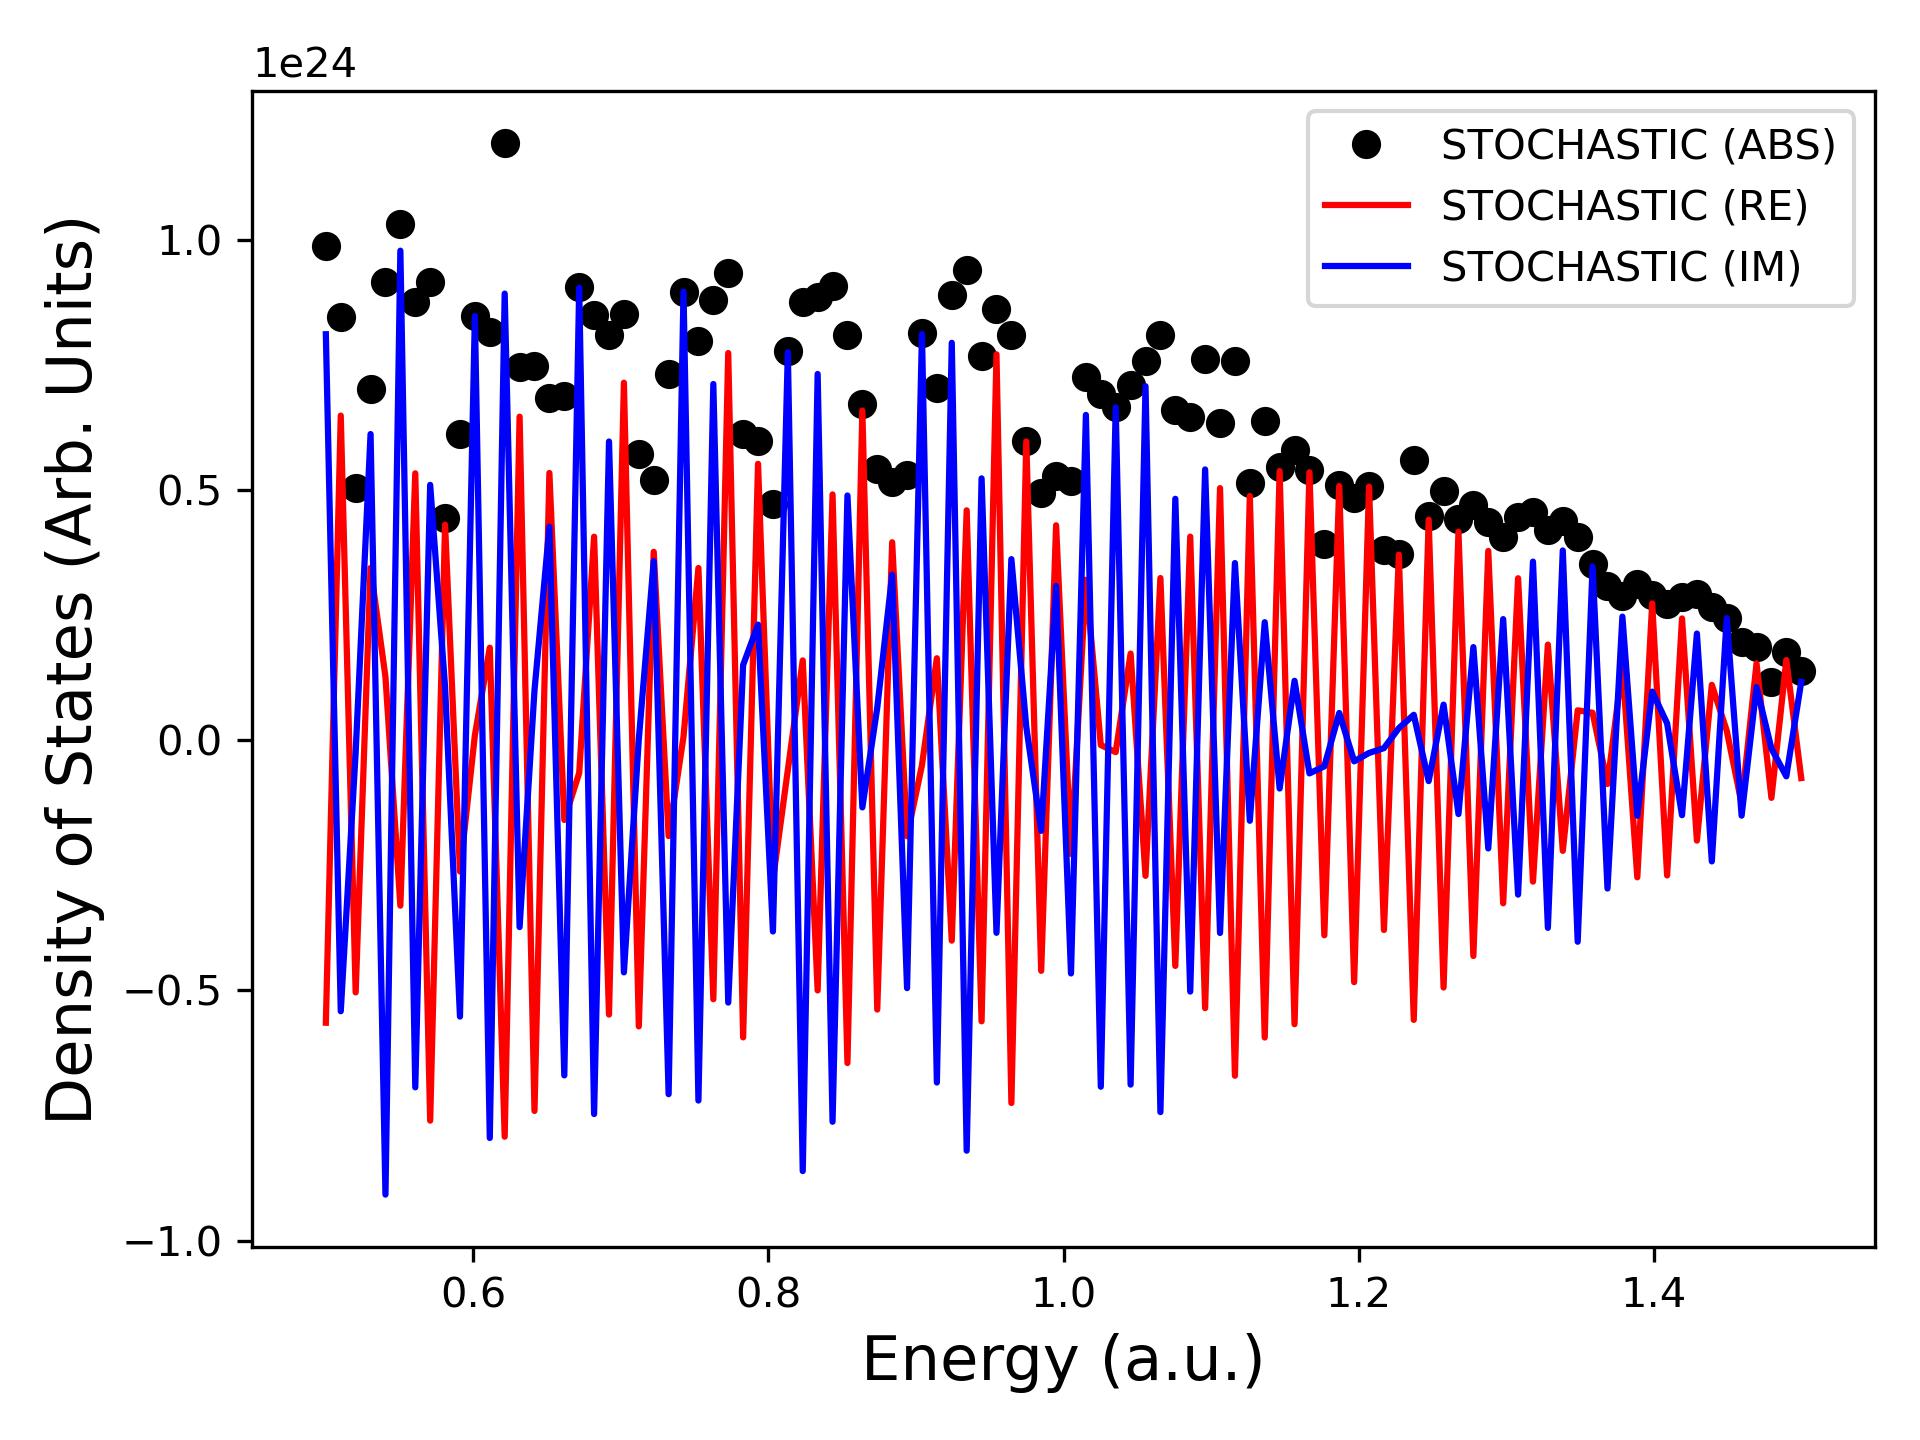 1e24
STOCHASTIC (ABS)
STOCHASTIC (RE)
STOCHASTIC (IM)
Density of States (Arb. Units)
1.0
0.5
0.0
−0.5
−1.0
0.6 0.8 1.0 1.2 1.4
Energy (a.u.)